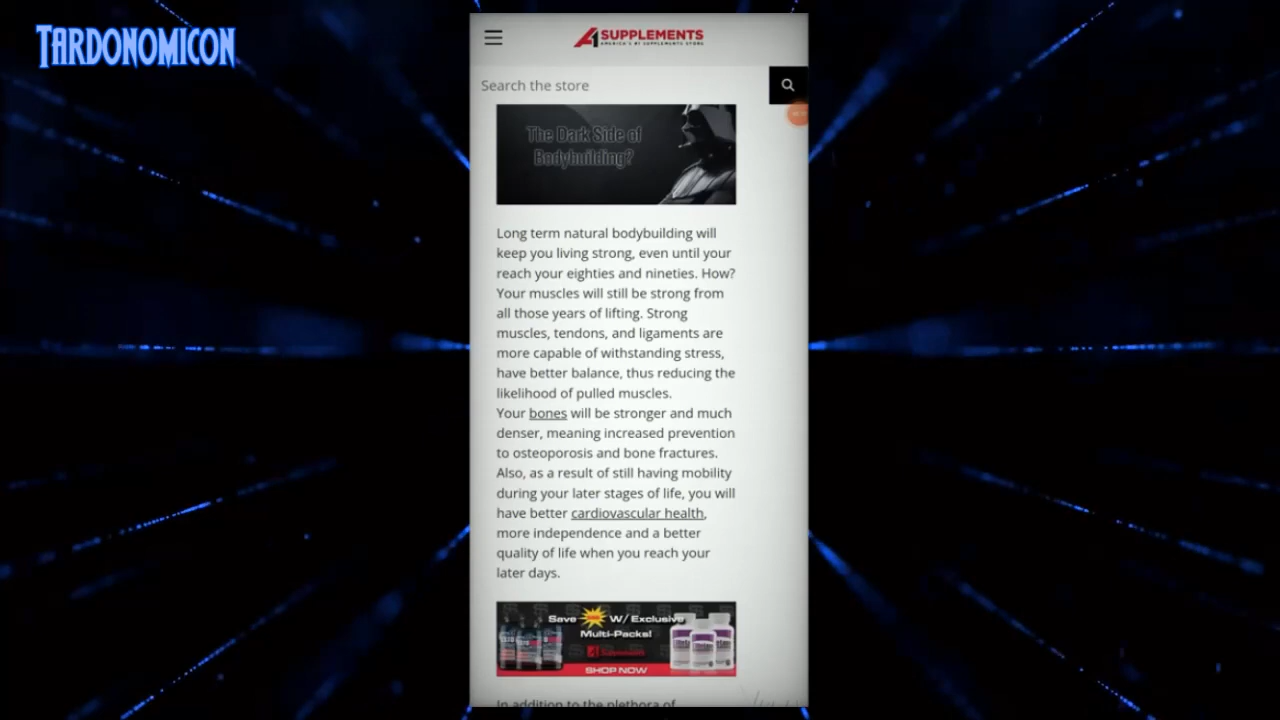 TARDONOMICON
A1 SUPPLEMENTS
AMERICA'S #1 SUPPLEMENTS STORE
Search the store
The Dark Side of
Bodybuilding?
Long term natural bodybuilding will
keep you living strong, even until your
reach your eighties and nineties. How?
Your muscles will still be strong from
all those years of lifting. Strong
muscles, tendons, and ligaments are
more capable of withstanding stress,
have better balance, thus reducing the
likelihood of pulled muscles.
Your bones will be stronger and much
denser, meaning increased prevention
to osteoporosis and bone fractures.
Also, as a result of still having mobility
during your later stages of life, you will
have better cardiovascular health,
more independence and a better
quality of life when you reach your
later days.
Save W/ Exclusive
Multi-Packs!
SHOP NOW
In addition to the plethora of